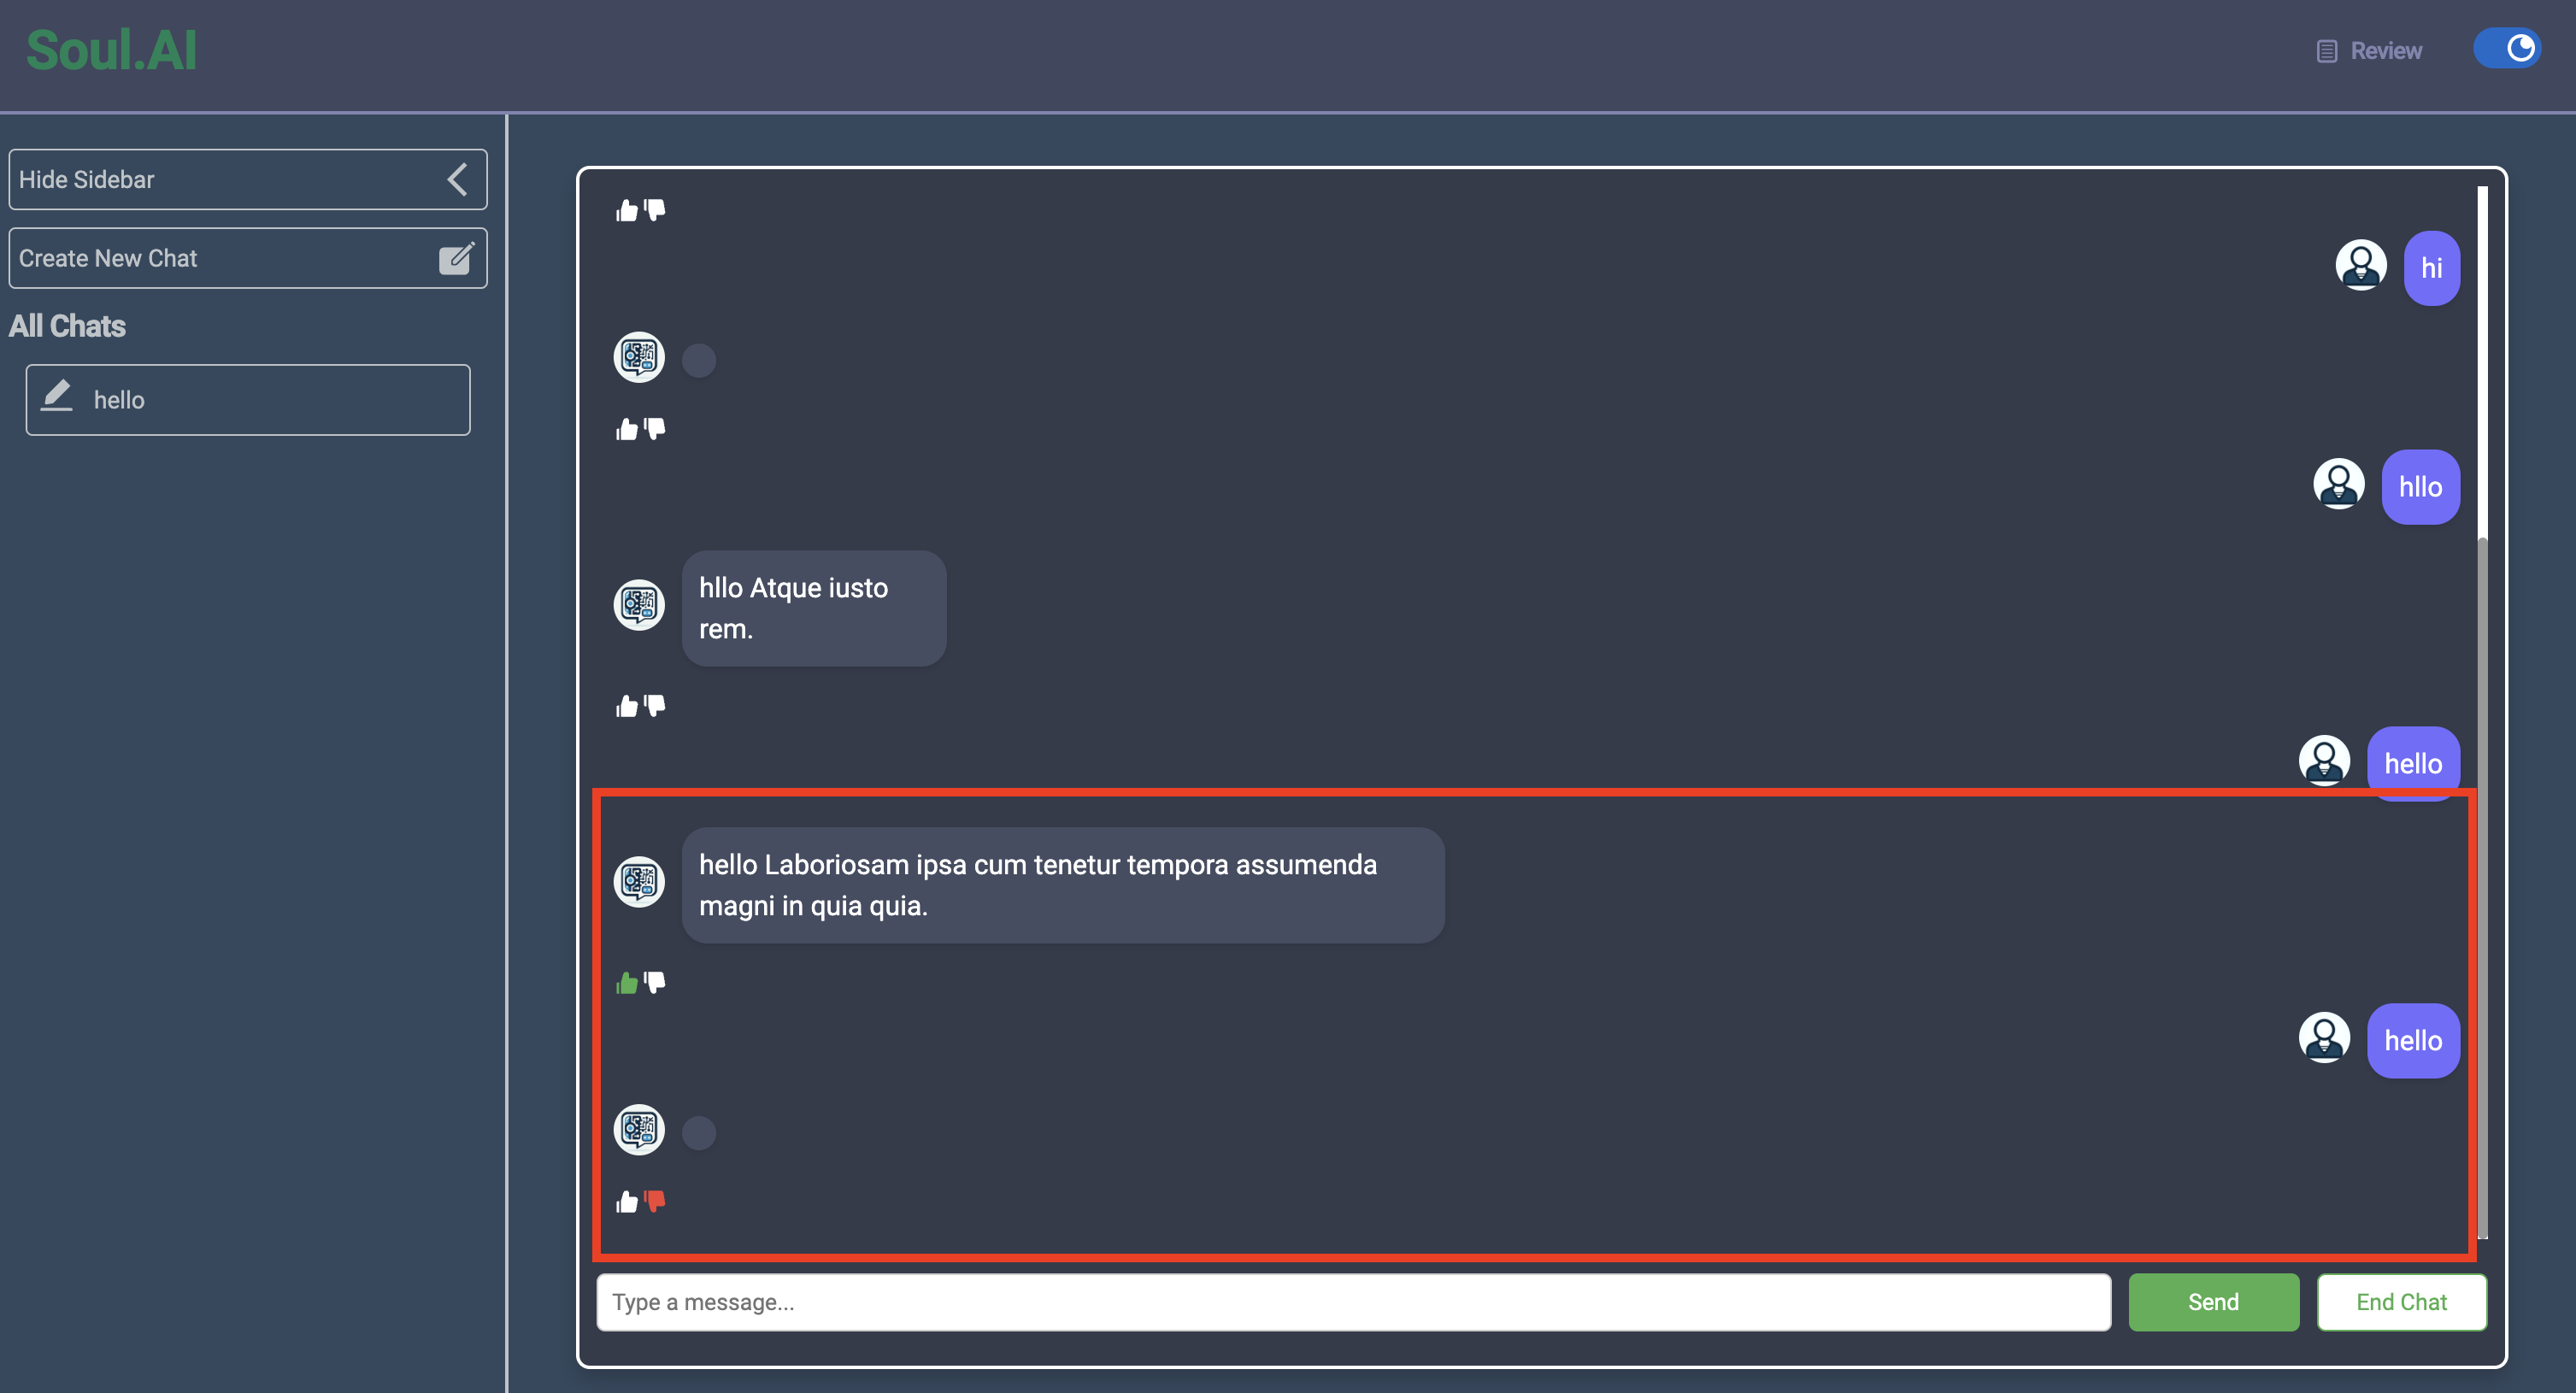 Soul.AI
Review
Hide Sidebar
Create New Chat
All Chats
hello
hi
hllo
hllo Atque iusto
rem.
hello
hello Laboriosam ipsa cum tenetur tempora assumenda
magni in quia quia.
hello
Type a message...
Send
End Chat